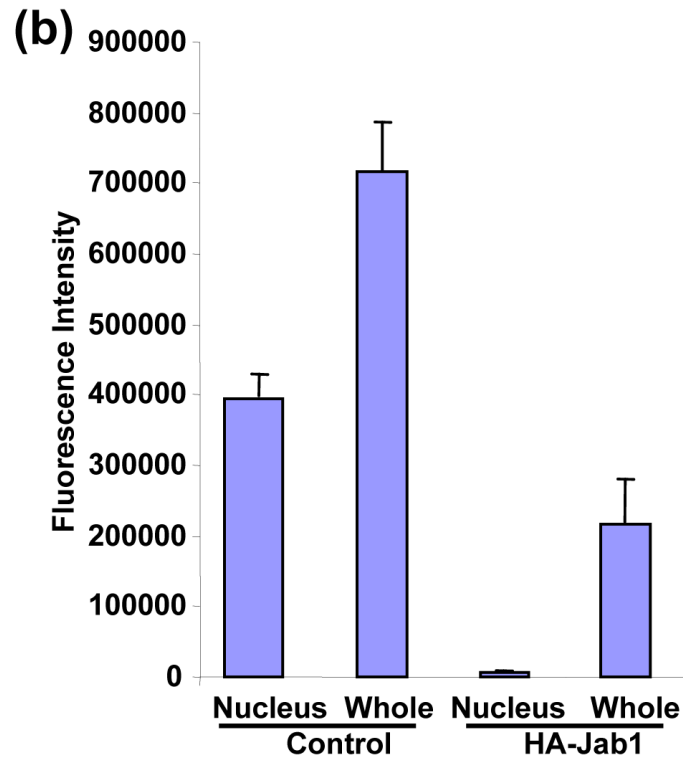 (b)
900000
800000
700000
600000
500000
400000
300000
200000
100000
0
Fluorescence Intensity
Nucleus Whole Nucleus Whole
Control HA-Jab1